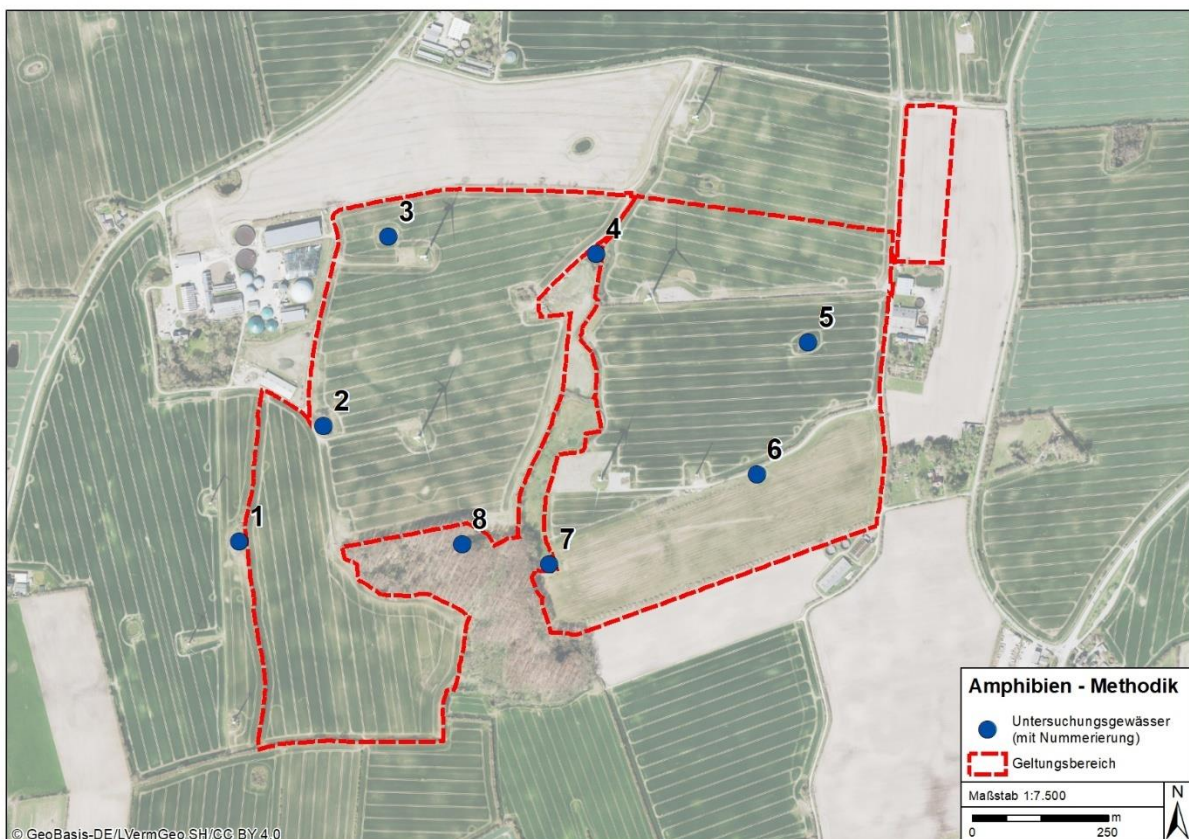 3
4
5
2
6
1
8
7
Amphibien - Methodik
Untersuchungsgewässer
(mit Nummerierung)
Geltungsbereich
Maßstab 1:7.500
N
m
0 250
© GeoBasis-DE/LVermGeo SH/CC BY 4.0